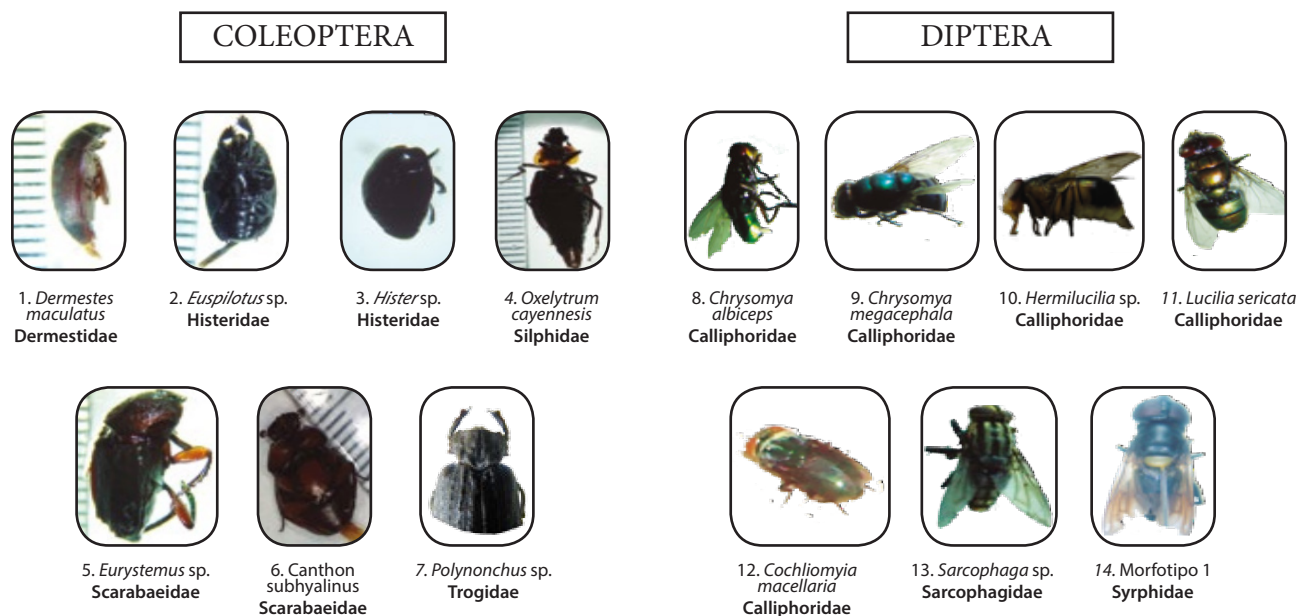 COLEOPTERA
DIPTERA
1. Dermestes
maculatus
Dermestidae
2. Euspilotus sp.
Histeridae
3. Hister sp.
Histeridae
4. Oxelytrum
cayennesis
Silphidae
8. Chrysomya
albiceps
Calliphoridae
9. Chrysomya
megacephala
Calliphoridae
10. Hermilucilia sp.
Calliphoridae
11. Lucilia sericata
Calliphoridae
5. Eurystemus sp.
Scarabaeidae
6. Canthon
subhyalinus
Scarabaeidae
7. Polynonchus sp.
Trogidae
12. Cochliomyia
macellaria
Calliphoridae
13. Sarcophaga sp.
Sarcophagidae
14. Morfotipo 1
Syrphidae